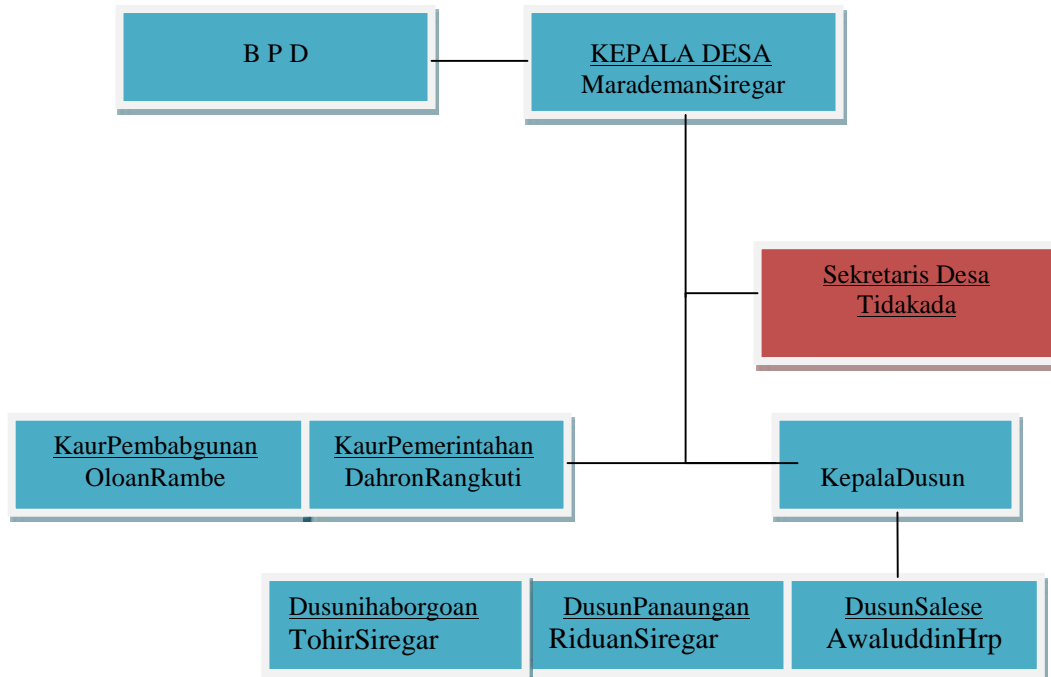 B P D
KEPALA DESA
MarademanSiregar
Sekretaris Desa
Tidakada
KaurPembabgunan
OloanRambe
KaurPemerintahan
DahronRangkuti
KepalaDusun
Dusunihaborgoan
TohirSiregar
DusunPanaungan
RiduanSiregar
DusunSalese
AwaluddinHrp